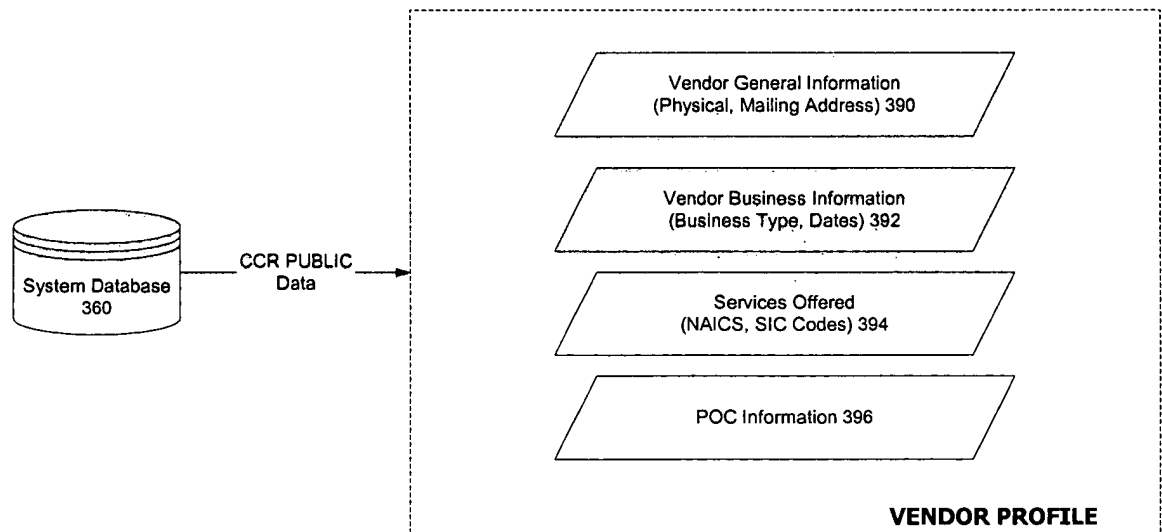 Vendor General Information
(Physical, Mailing Address) 390
Vendor Business Information
(Business Type, Dates) 392
System Database
360
CCR PUBLIC
Data
Services Offered
(NAICS, SIC Codes) 394
POC Information 396
VENDOR PROFILE